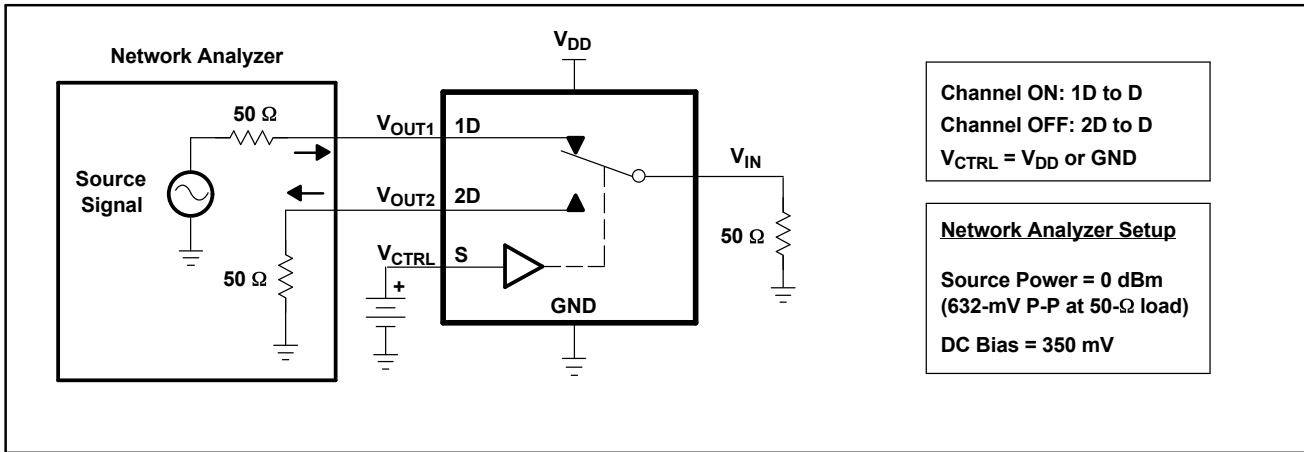 Network Analyzer
50 Ω
Source
Signal
50 Ω
V_OUT1 1D
V_OUT2 2D
V_CTRL S
+
V_DD
GND
V_IN
50 Ω
Channel ON: 1D to D
Channel OFF: 2D to D
V_CTRL = V_DD or GND
Network Analyzer Setup
Source Power = 0 dBm
(632-mV P-P at 50-Ω load)
DC Bias = 350 mV